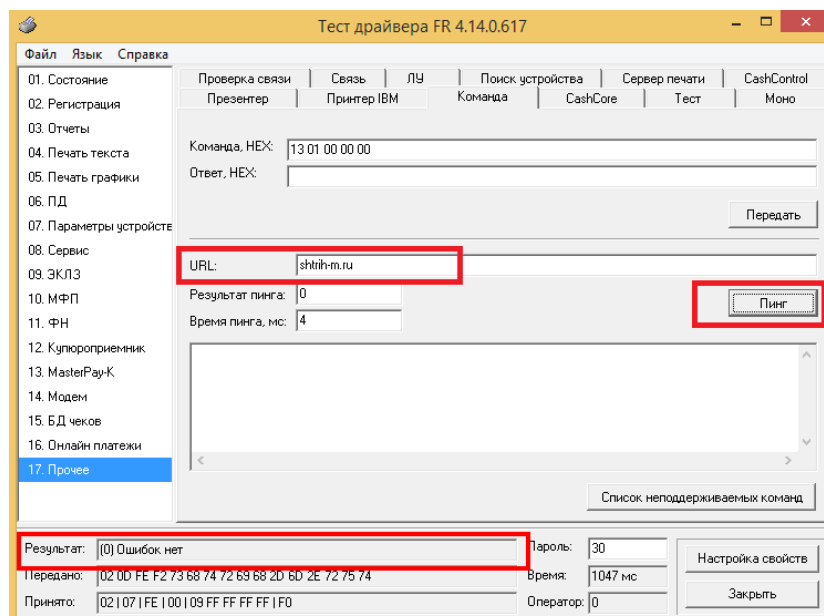 Тест драйвера FR 4.14.0.617
Файл Язык Справка
01. Состояние
02. Регистрация
03. Отчеты
04. Печать текста
05. Печать графики
06. ПД
07. Параметры устройств
08. Сервис
09. ЭКЛЗ
10. МФП
11. ФН
12. Купюроприемник
13. MasterPay-K
14. Модем
15. БД чеков
16. Онлайн платежи
17. Прочее
Проверка связи Связь ЛУ Поиск устройства Сервер печати CashControl
Презентер Принтер IBM Команда CashCore Тест Моно
Команда, HEX: 13 01 00 00 00
Ответ, HEX:
Передать
URL: shtrih-m.ru
Результат пинга: 0
Пинг
Время пинга, мс: 4
Список неподдерживаемых команд
Результат: (0) Ошибок нет
Передано: 02 0D FE F2 73 68 74 72 69 68 2D 6D 2E 72 75 74
Принято: 02 | 07 | FE | 00 | 09 FF FF FF FF | F0
Пароль: 30
Время: 1047 мс
Оператор: 0
Настройка свойств
Закрыть